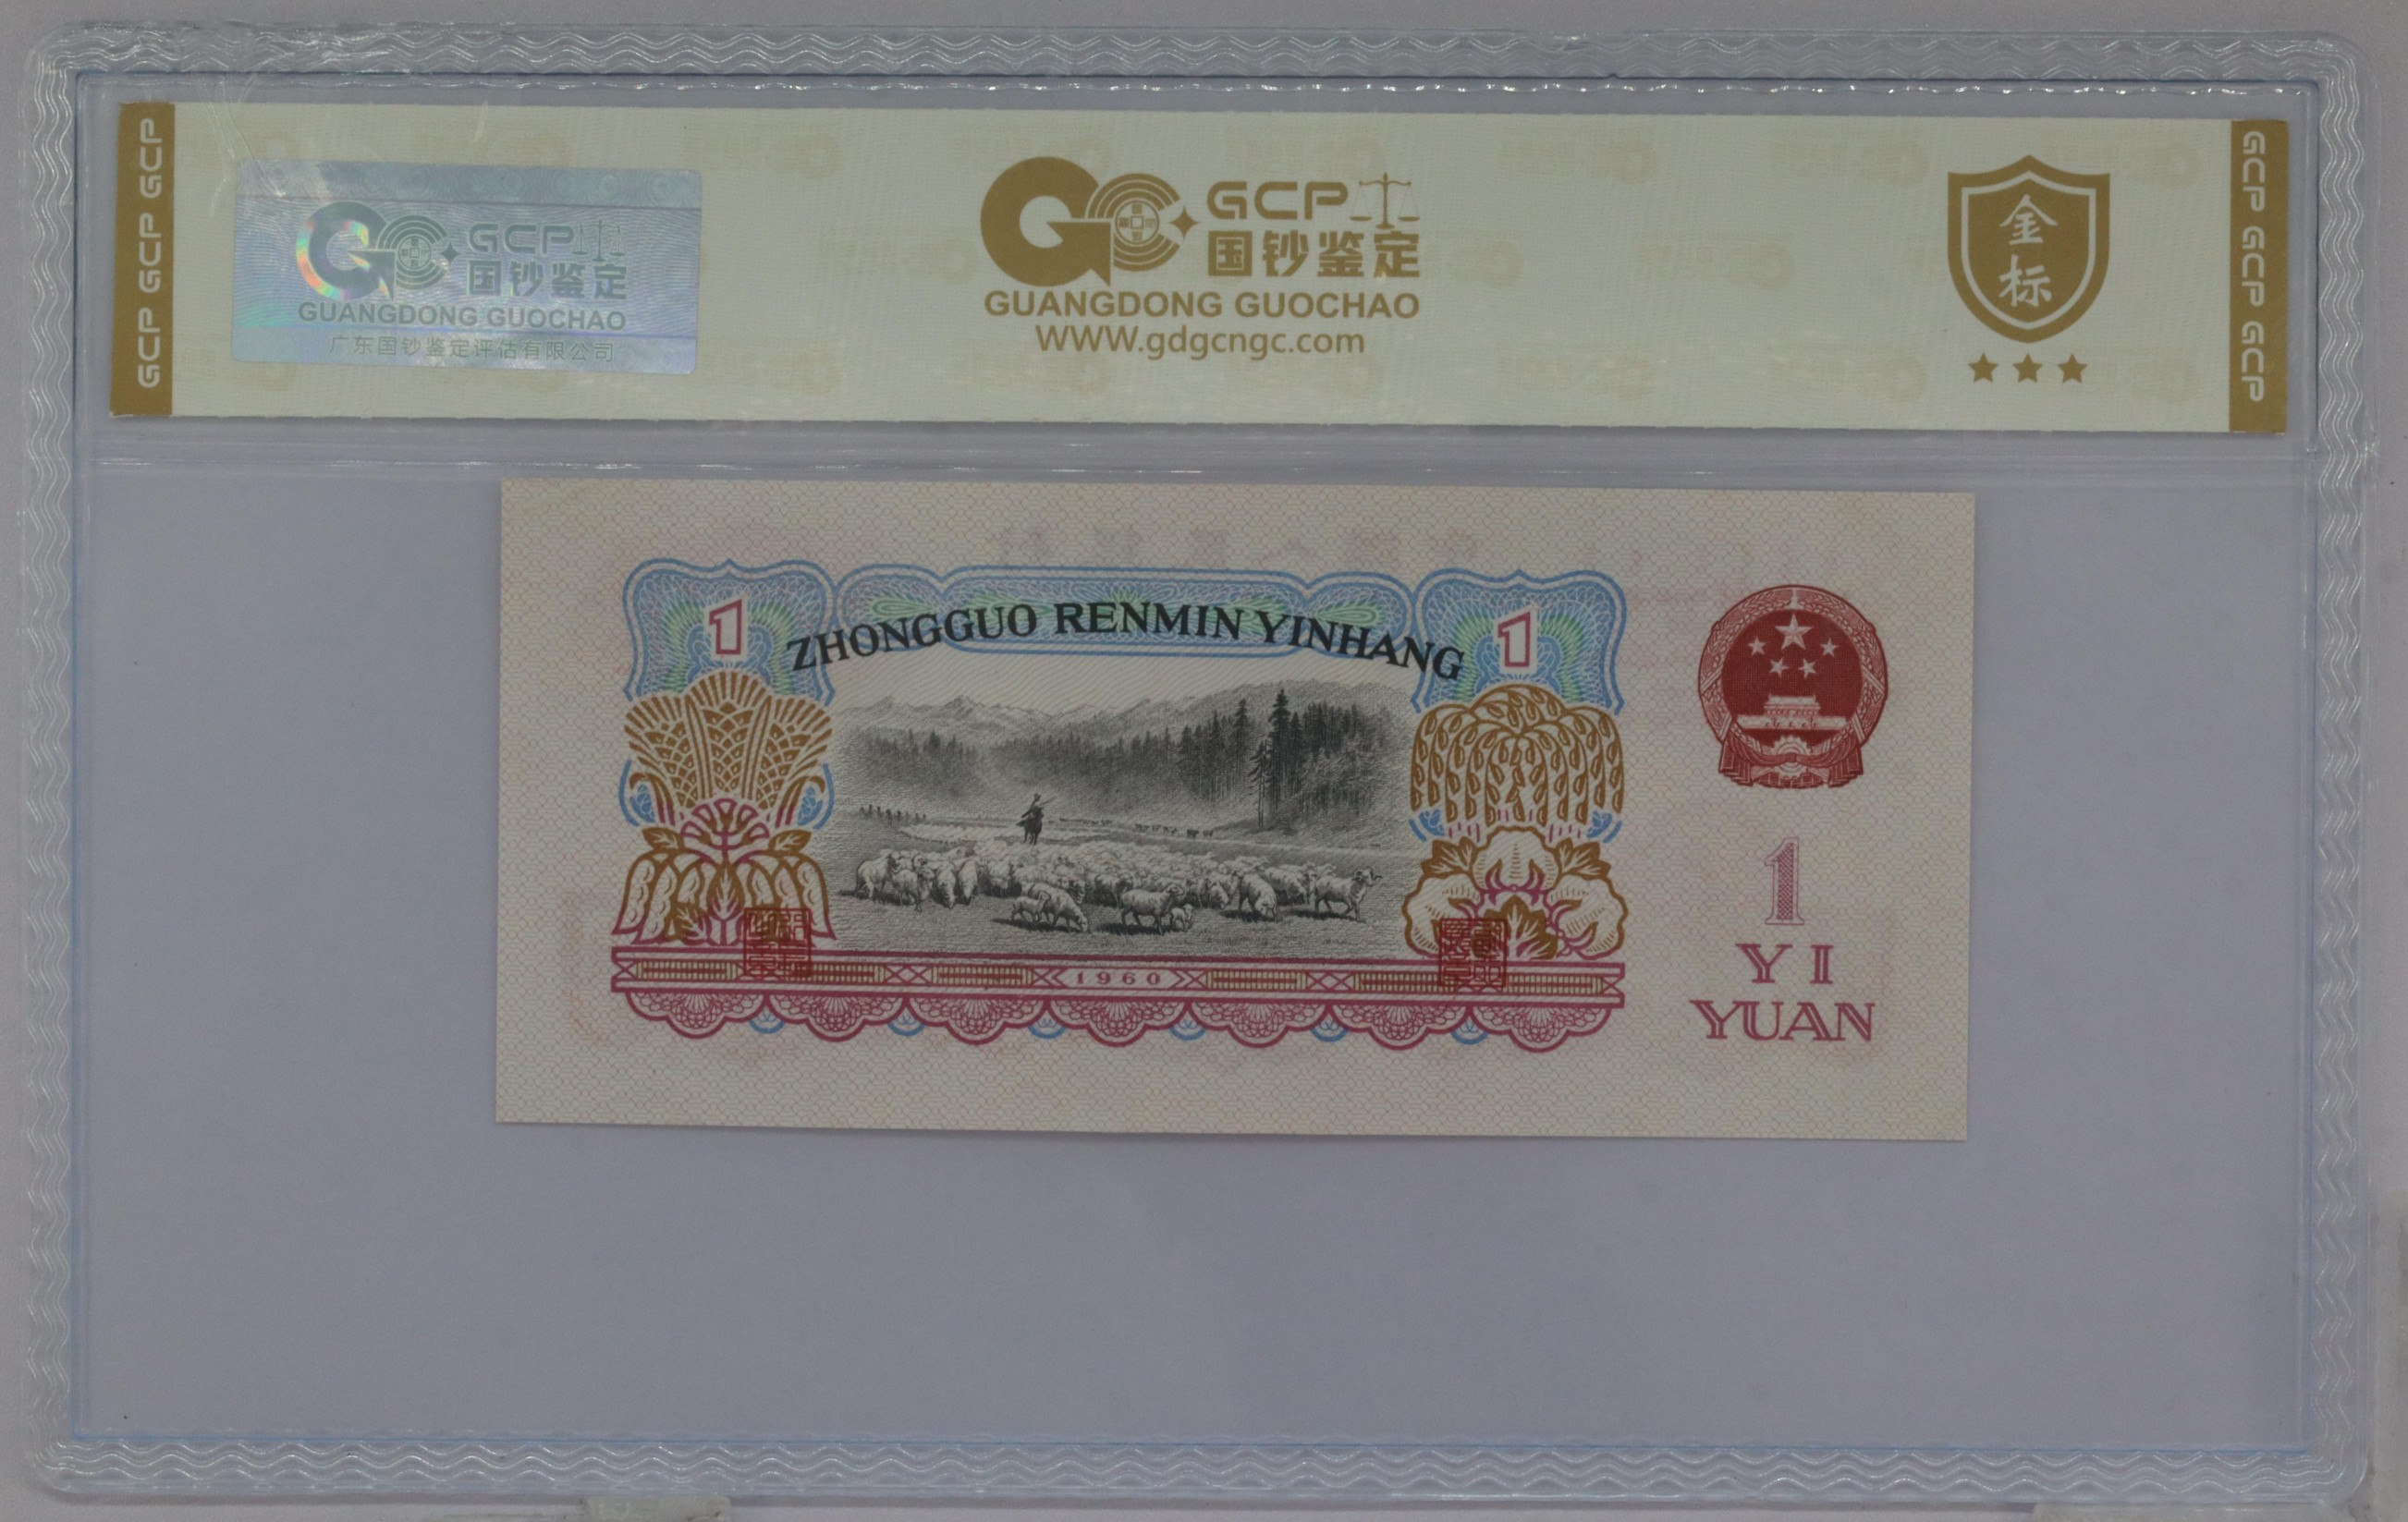 GCP GCP GCP
GCP
国钞鉴定
GUANGDONG GUOCHAO
广东国钞鉴定评估有限公司
GCP
国钞鉴定
GUANGDONG GUOCHAO
WWW.gdgcngc.com
金
标
GCP GCP GCP
1
ZHONGGUO RENMIN YINHANG
1
1
YI
YUAN
1960